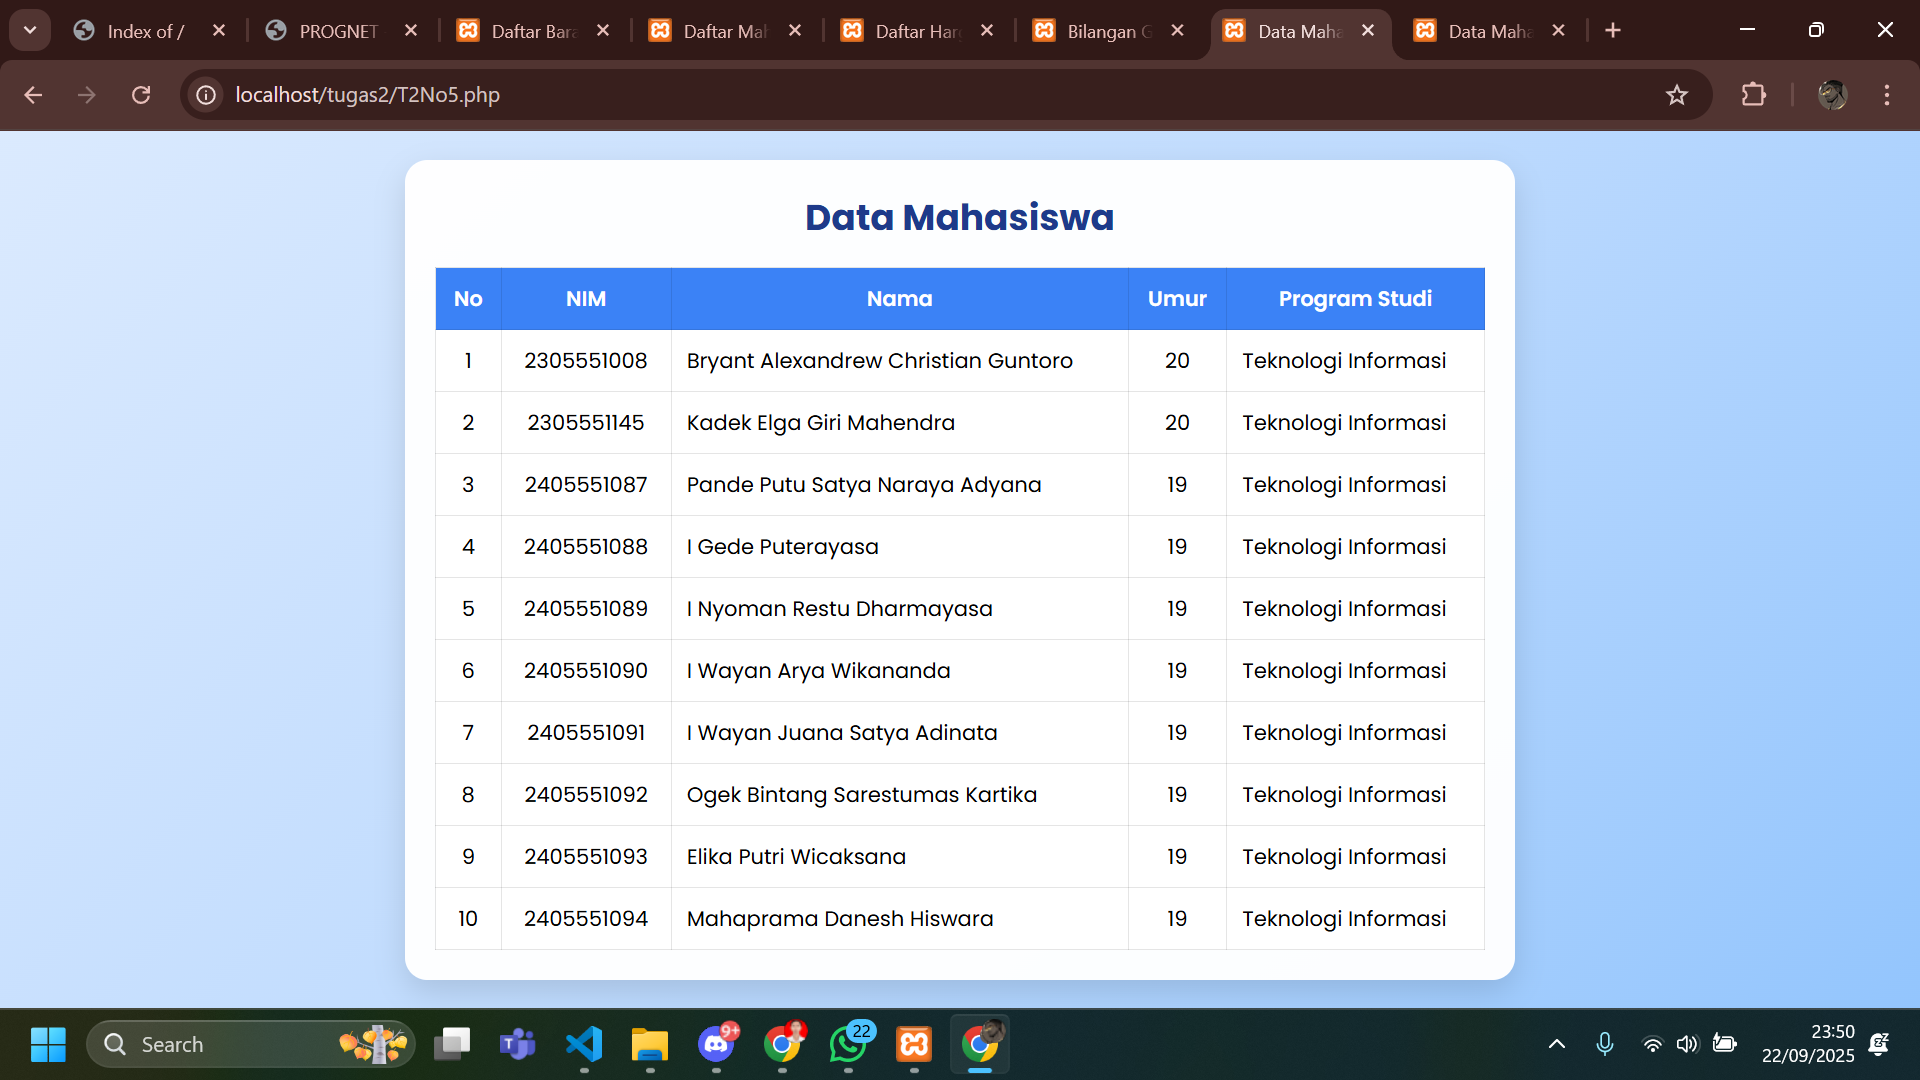 Index of /
PROGNET
Daftar Bara
Daftar Mah
Daftar Harg
Bilangan G
Data Maha
Data Maha
localhost/tugas2/T2No5.php
Data Mahasiswa
No NIM Nama Umur Program Studi
1 2305551008 Bryant Alexandrew Christian Guntoro 20 Teknologi Informasi
2 2305551145 Kadek Elga Giri Mahendra 20 Teknologi Informasi
3 2405551087 Pande Putu Satya Naraya Adyana 19 Teknologi Informasi
4 2405551088 I Gede Puterayasa 19 Teknologi Informasi
5 2405551089 I Nyoman Restu Dharmayasa 19 Teknologi Informasi
6 2405551090 I Wayan Arya Wikananda 19 Teknologi Informasi
7 2405551091 I Wayan Juana Satya Adinata 19 Teknologi Informasi
8 2405551092 Ogek Bintang Sarestumas Kartika 19 Teknologi Informasi
9 2405551093 Elika Putri Wicaksana 19 Teknologi Informasi
10 2405551094 Mahaprama Danesh Hiswara 19 Teknologi Informasi
Search
9+
22
23:50
22/09/2025